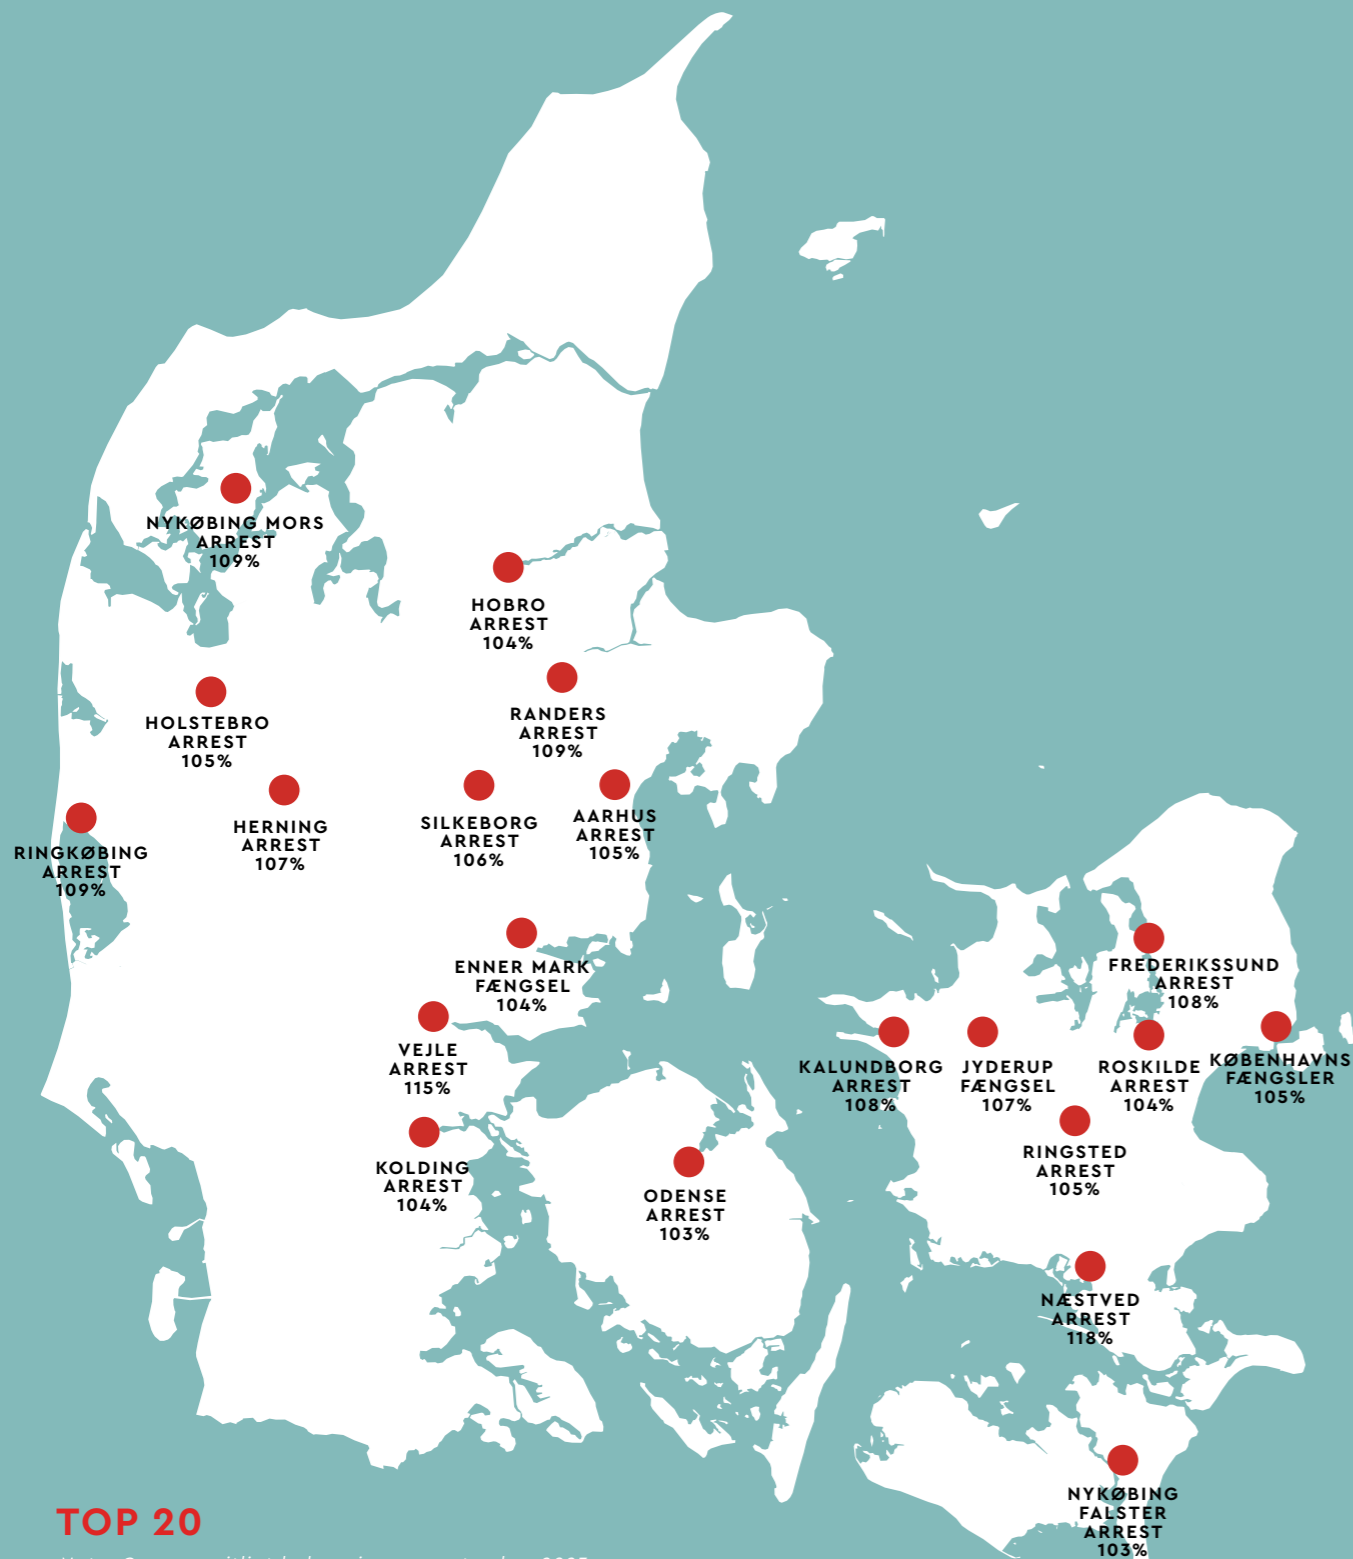 NYKØBING MORS
ARREST
109%
HOBRO
ARREST
104%
RANDERS
ARREST
109%
HOLSTEBRO
ARREST
105%
HERNING
ARREST
107%
SILKEBORG
ARREST
106%
AARHUS
ARREST
105%
RINGKØBING
ARREST
109%
ENNER MARK
FÆNGSEL
104%
VEJLE
ARREST
115%
KOLDING
ARREST
104%
ODENSE
ARREST
103%
FREDERIKSSUND
ARREST
108%
KALUNDBORG
ARREST
108%
JYDERUP
FÆNGSEL
107%
ROSKILDE
ARREST
104%
KØBENHAVNS
FÆNGSLER
105%
RINGSTED
ARREST
105%
NÆSTVED
ARREST
118%
NYKØBING
FALSTER
ARREST
103%
TOP 20